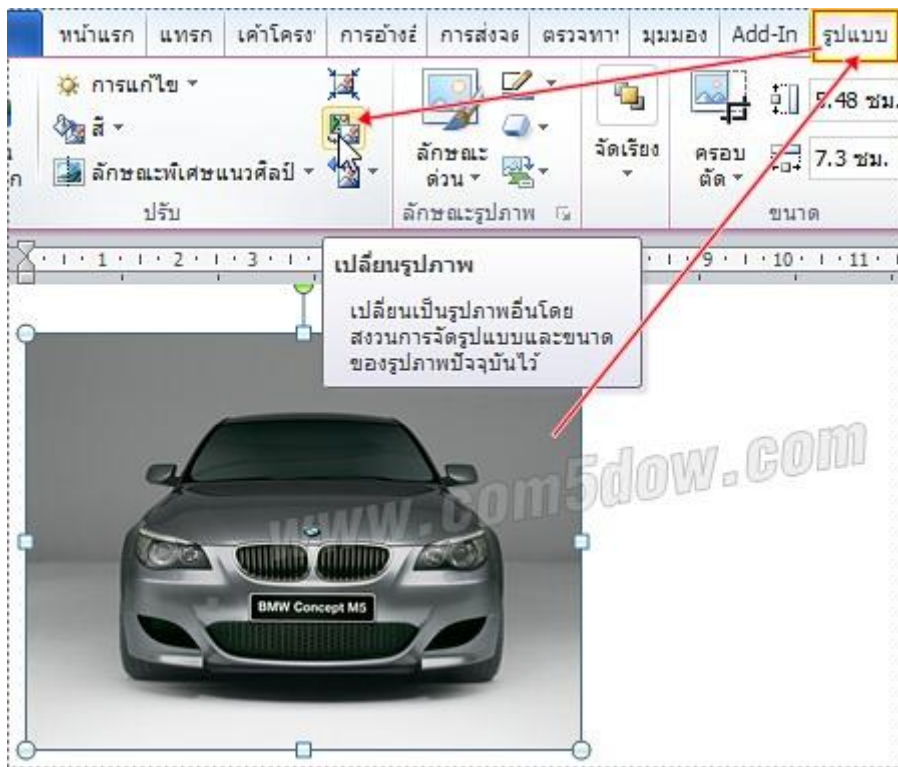 หน้าแรก แทรก เค้าโครง การอ้างอิ การส่งจด ตรวจทาน มุมมอง Add-In รูปแบบ
การแก้ไข
สี
ลักษณะพิเศษแนวศิลป์
ปรับ
ลักษณะ
ด่วน
ลักษณะรูปภาพ
จัดเรียง
ครอบ
ตัด
5.48 ซม.
7.3 ซม.
ขนาด
1 2 3 9 10 11
เปลี่ยนรูปภาพ
เปลี่ยนเป็นรูปภาพอื่นโดย
สงวนการจัดรูปแบบและขนาด
ของรูปภาพปัจจุบันไว้
www.com5dow.com
BMW Concept M5